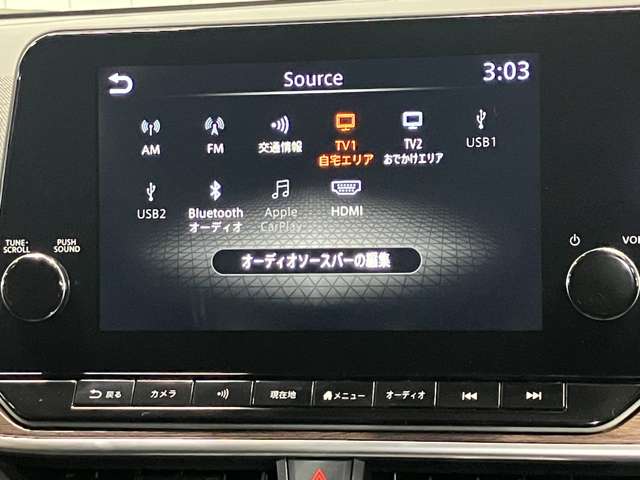 Source
3:03
AM
FM
交通情報
TV1
自宅エリア
TV2
おでかけエリア
USB1
USB2
Bluetooth
オーディオ
Apple
CarPlay
HDMI
オーディオソースバーの編集
TUNE·
SCROLL
PUSH
SOUND
VOL
戻る
カメラ
現在地
メニュー
オーディオ